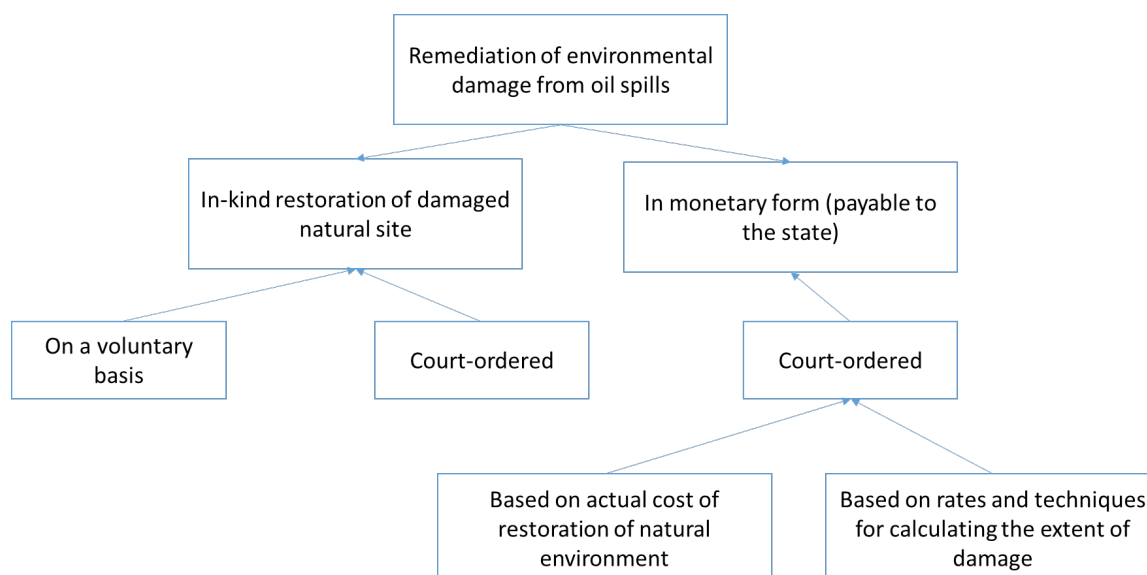 Remediation of environmental
damage from oil spills
In-kind restoration of damaged
natural site
In monetary form (payable to
the state)
On a voluntary
basis
Court-ordered
Court-ordered
Based on actual cost of
restoration of natural
environment
Based on rates and techniques
for calculating the extent of
damage